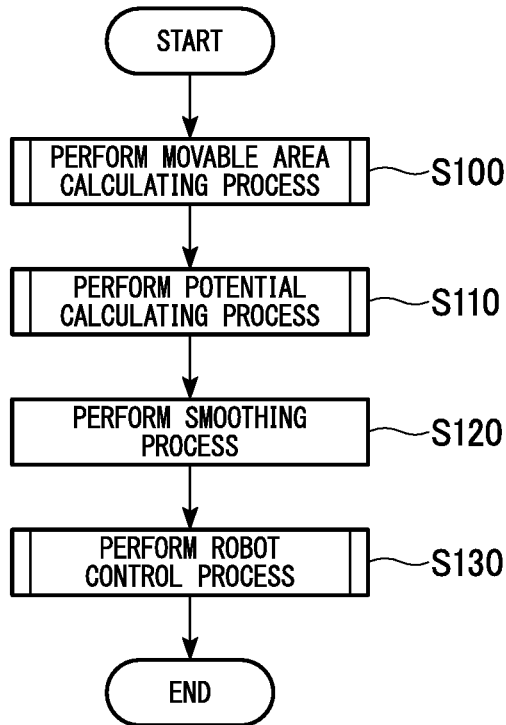 START
PERFORM MOVABLE AREA
CALCULATING PROCESS
S100
PERFORM POTENTIAL
CALCULATING PROCESS
S110
PERFORM SMOOTHING
PROCESS
S120
PERFORM ROBOT
CONTROL PROCESS
S130
END